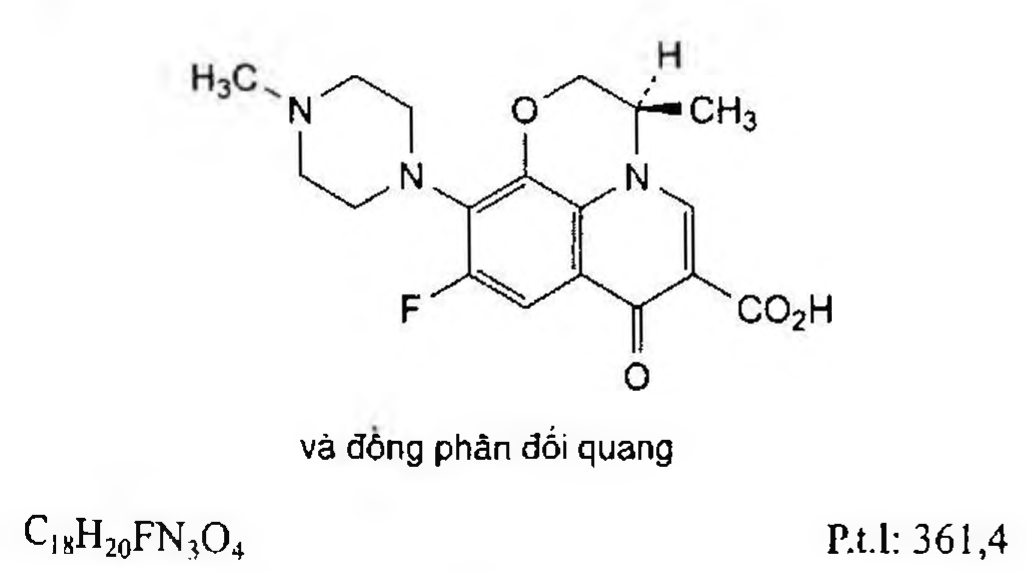 H
H₃C
N
O
CH₃
N
N
F
CO₂H
O
và đồng phân đối quang
C₁₈H₂₀FN₃O₄ P.t.l: 361,4